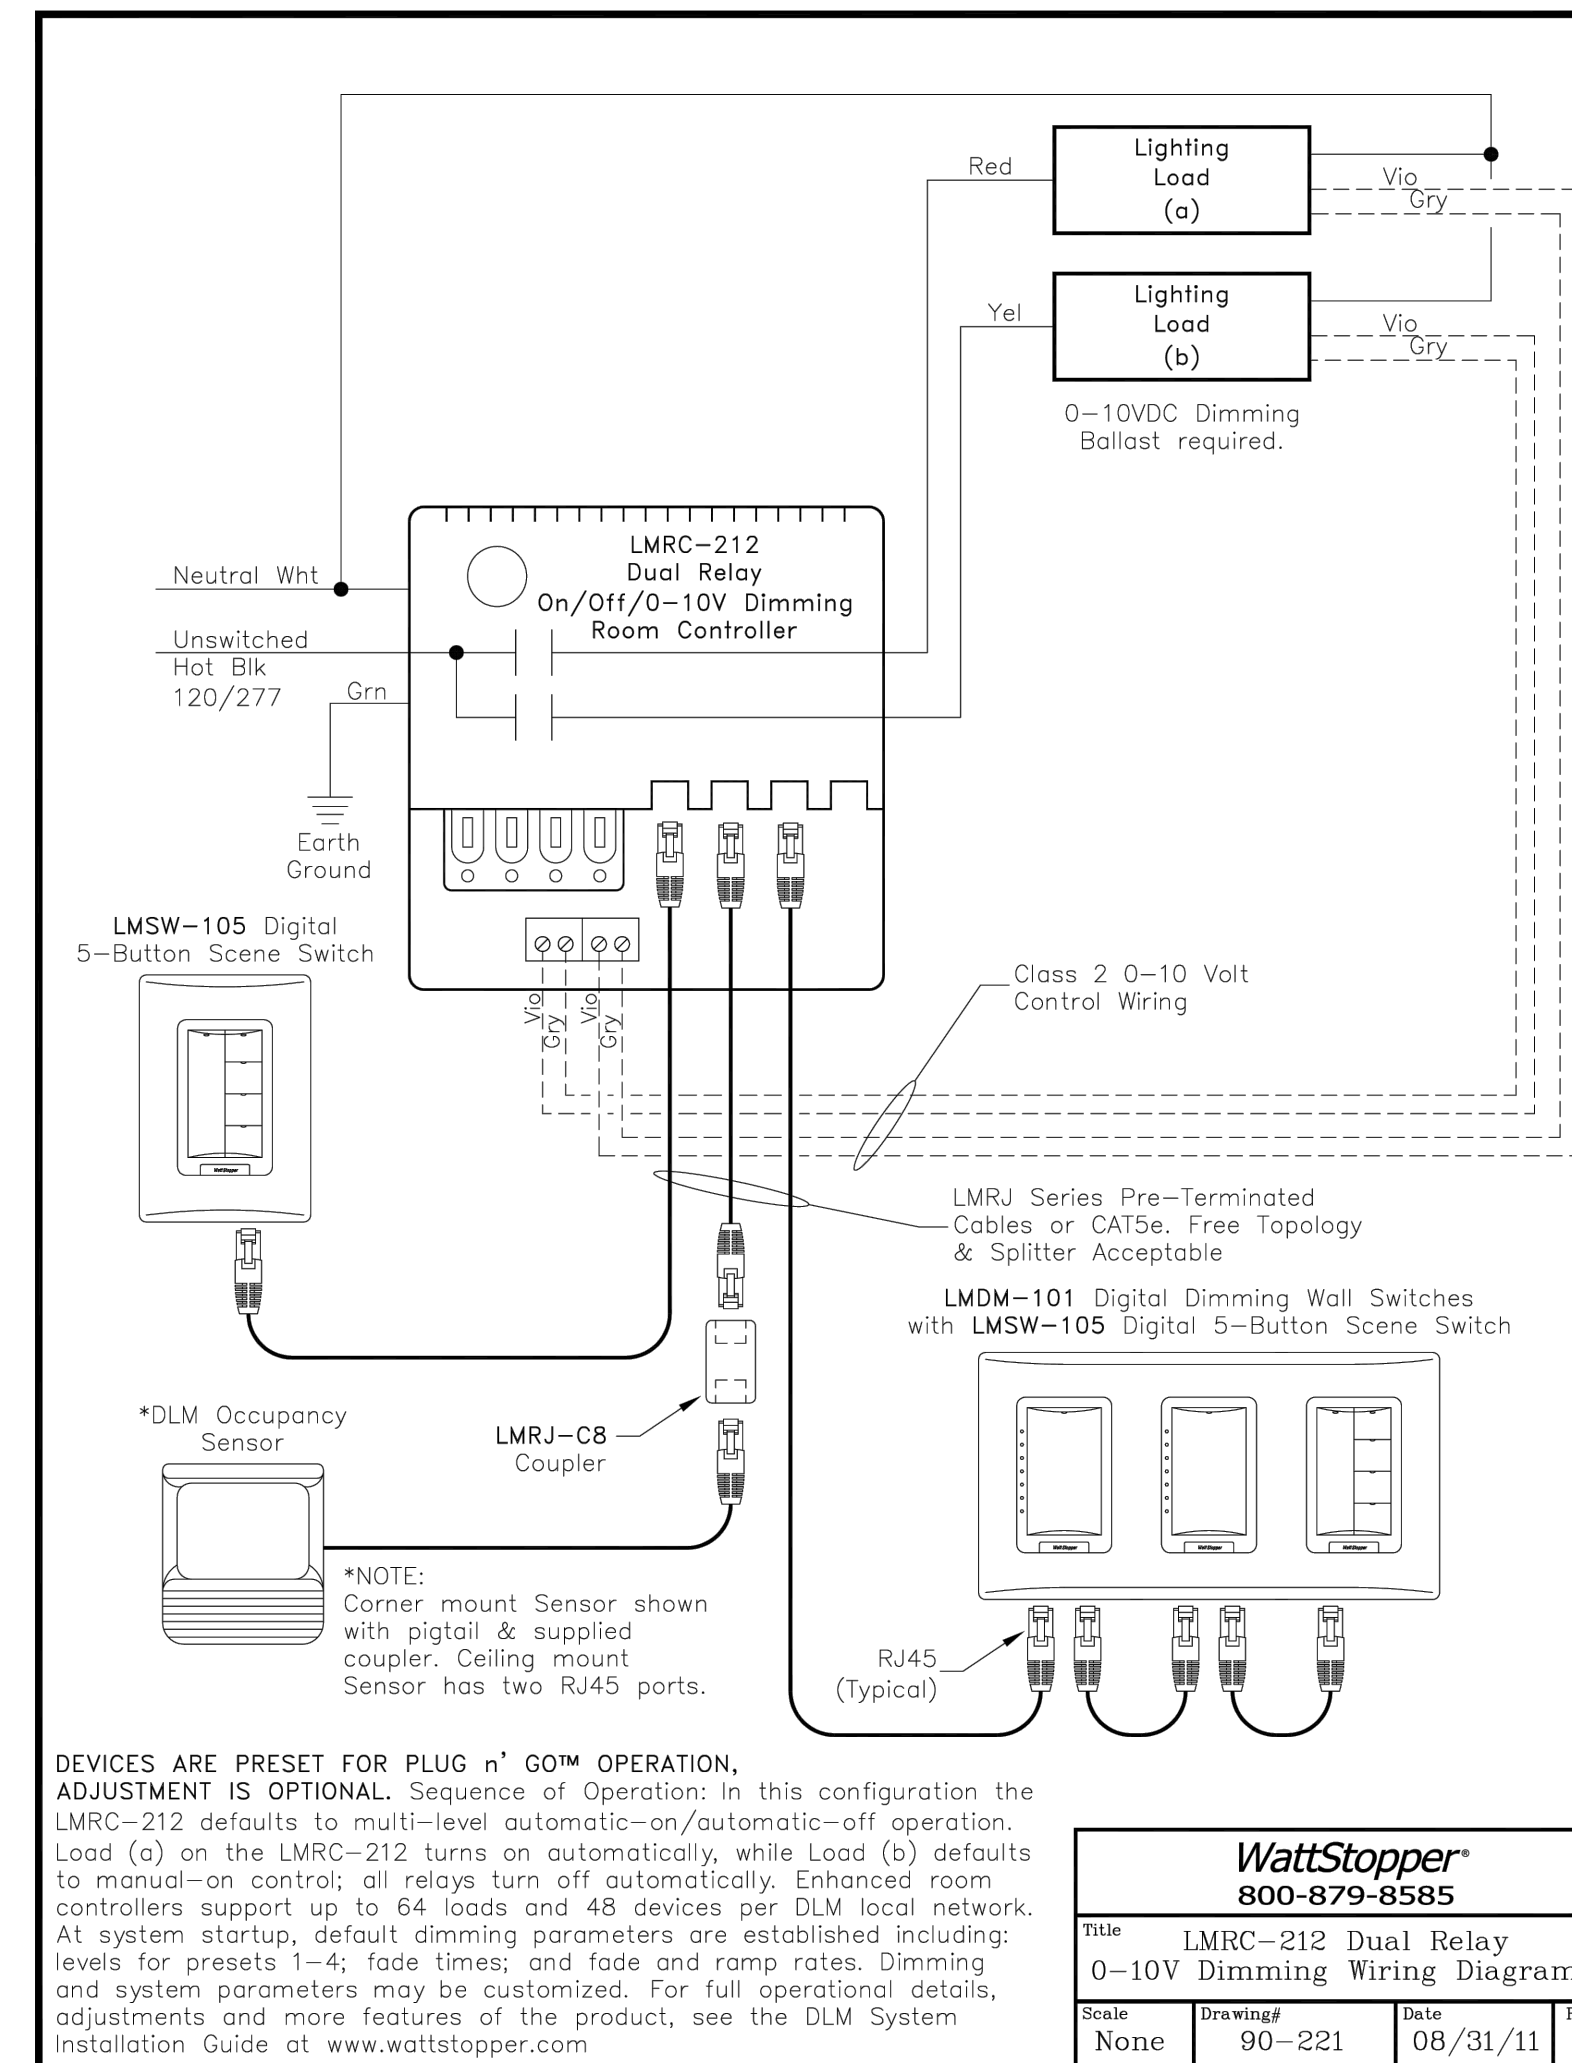 Red
Lighting
Load
(a)
Vio
Gry
Yel
Lighting
Load
(b)
Vio
Gry
0-10VDC Dimming
Ballast required.
LMRC-212
Dual Relay
On/Off/0-10V Dimming
Room Controller
Neutral Wht
Unswitched
Hot Blk
120/277
Grn
Earth
Ground
LMSW-105 Digital
5-Button Scene Switch
WattStopper
Vio
Gry
Vio
Gry
Class 2 0-10 Volt
Control Wiring
LMRJ Series Pre-Terminated
Cables or CAT5e. Free Topology
& Splitter Acceptable
LMDM-101 Digital Dimming Wall Switches
with LMSW-105 Digital 5-Button Scene Switch
WattStopper
WattStopper
WattStopper
*DLM Occupancy
Sensor
LMRJ-C8
Coupler
*NOTE:
Corner mount Sensor shown
with pigtail & supplied
coupler. Ceiling mount
Sensor has two RJ45 ports.
RJ45
(Typical)
DEVICES ARE PRESET FOR PLUG n' GO™ OPERATION,
ADJUSTMENT IS OPTIONAL. Sequence of Operation: In this configuration the
LMRC-212 defaults to multi-level automatic-on/automatic-off operation.
Load (a) on the LMRC-212 turns on automatically, while Load (b) defaults
to manual-on control; all relays turn off automatically. Enhanced room
controllers support up to 64 loads and 48 devices per DLM local network.
At system startup, default dimming parameters are established including:
levels for presets 1-4; fade times; and fade and ramp rates. Dimming
and system parameters may be customized. For full operational details,
adjustments and more features of the product, see the DLM System
Installation Guide at www.wattstopper.com
WattStopper®
800-879-8585
Title
LMRC-212 Dual Relay
0-10V Dimming Wiring Diagram
Scale
None
Drawing#
90-221
Date
08/31/11